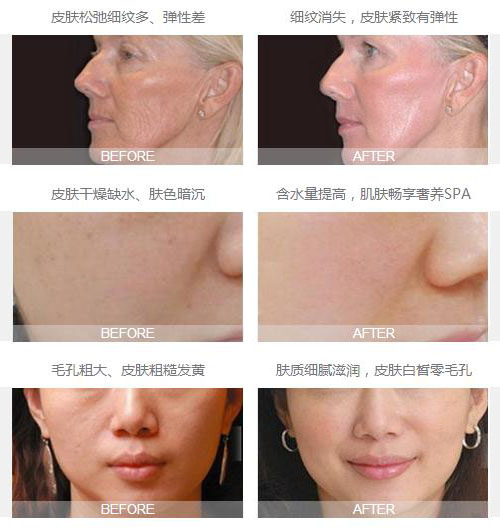 皮肤松弛细纹多、弹性差
细纹消失，皮肤紧致有弹性
BEFORE
AFTER
皮肤干燥缺水、肤色暗沉
含水量提高，肌肤畅享奢养SPA
BEFORE
AFTER
毛孔粗大、皮肤粗糙发黄
肤质细腻滋润，皮肤白皙零毛孔
BEFORE
AFTER